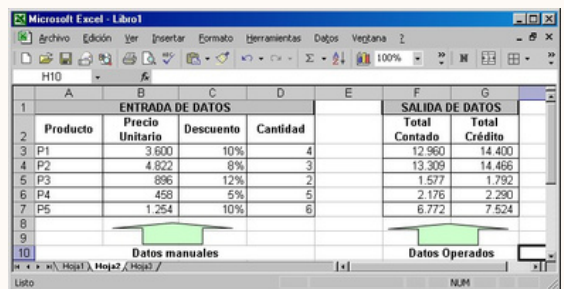 Microsoft Excel - Libro1
Archivo Edición Ver Insertar Formato Herramientas Datos Ventana ?
100% N
H10 fx
A B C D E F G
1 ENTRADA DE DATOS SALIDA DE DATOS
2 Producto Precio Unitario Descuento Cantidad Total Contado Total Crédito
3 P1 3.600 10% 4 12.960 14.400
4 P2 4.822 8% 3 13.309 14.466
5 P3 896 12% 2 1.577 1.792
6 P4 458 5% 5 2.176 2.290
7 P5 1.254 10% 6 6.772 7.524
8
9
10 Datos manuales Datos Operados
Hoja1 Hoja2 Hoja3
Listo NUM